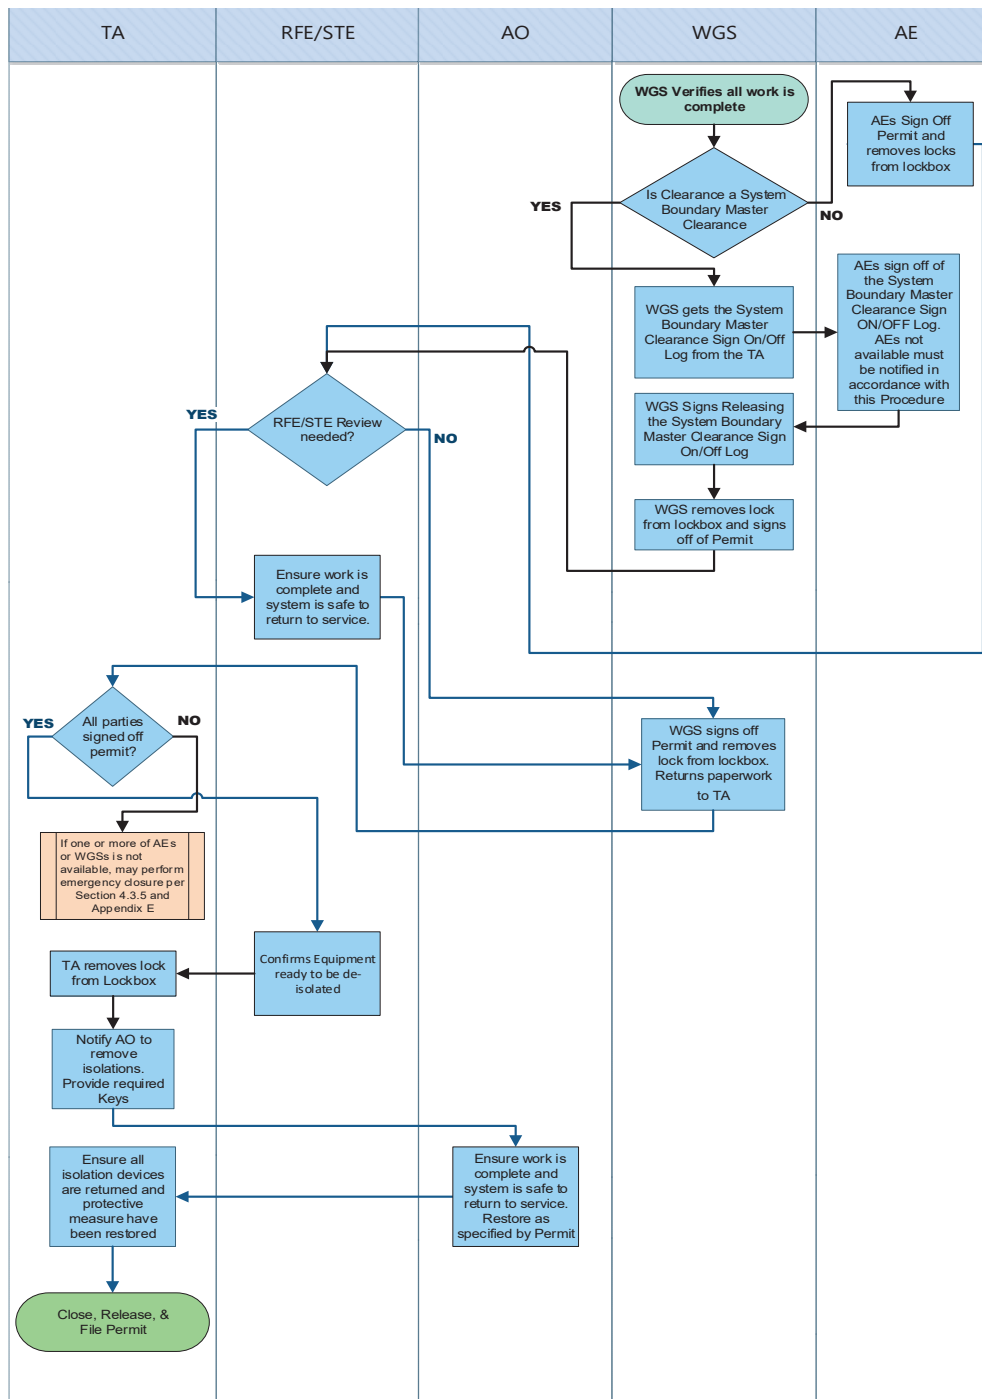 TA
RFE/STE
AO
WGS
AE
WGS Verifies all work is
complete
AEs Sign Off
Permit and
removes locks
from lockbox
Is Clearance a System
Boundary Master
Clearance
YES
NO
AEs sign off of
the System
Boundary Master
Clearance Sign
ON/OFF Log.
AEs not
available must
be notified in
accordance with
this Procedure
WGS gets the System
Boundary Master
Clearance Sign On/Off
Log from the TA
WGS Signs Releasing
the System Boundary
Master Clearance Sign
On/Off Log
WGS removes lock
from lockbox and signs
off of Permit
YES
RFE/STE Review
needed?
NO
Ensure work is
complete and
system is safe to
return to service.
YES
All parties
signed off
permit?
NO
WGS signs off
Permit and removes
lock from lockbox.
Returns paperwork
to TA
If one or more of AEs
or WGSs is not
available, may perform
emergency closure per
Section 4.3.5 and
Appendix E
Confirms Equipment
ready to be de-
isolated
TA removes lock
from Lockbox
Notify AO to
remove
isolations.
Provide required
Keys
Ensure work is
complete and
system is safe to
return to service.
Restore as
specified by Permit
Ensure all
isolation devices
are returned and
protective
measure have
been restored
Close, Release, &
File Permit